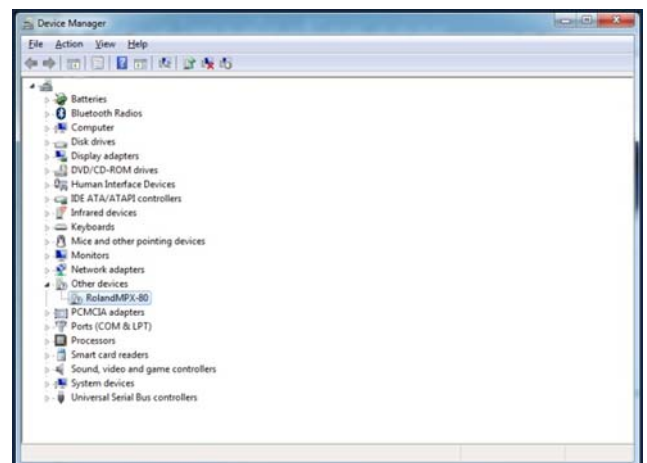 Device Manager
File Action View Help
Batteries
Bluetooth Radios
Computer
Disk drives
Display adapters
DVD/CD-ROM drives
Human Interface Devices
IDE ATA/ATAPI controllers
Infrared devices
Keyboards
Mice and other pointing devices
Monitors
Network adapters
Other devices
RolandMPX-80
PCMCIA adapters
Ports (COM & LPT)
Processors
Smart card readers
Sound, video and game controllers
System devices
Universal Serial Bus controllers